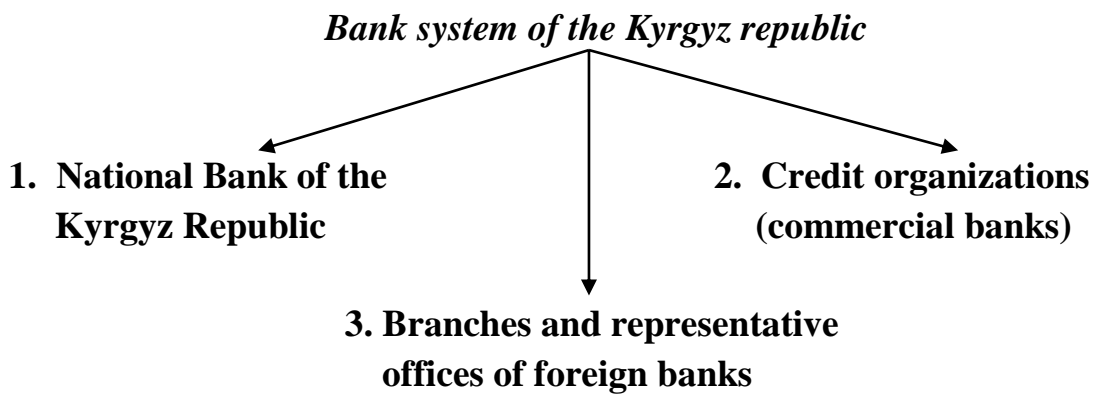 Bank system of the Kyrgyz republic
1. National Bank of the
Kyrgyz Republic
2. Credit organizations
(commercial banks)
3. Branches and representative
offices of foreign banks